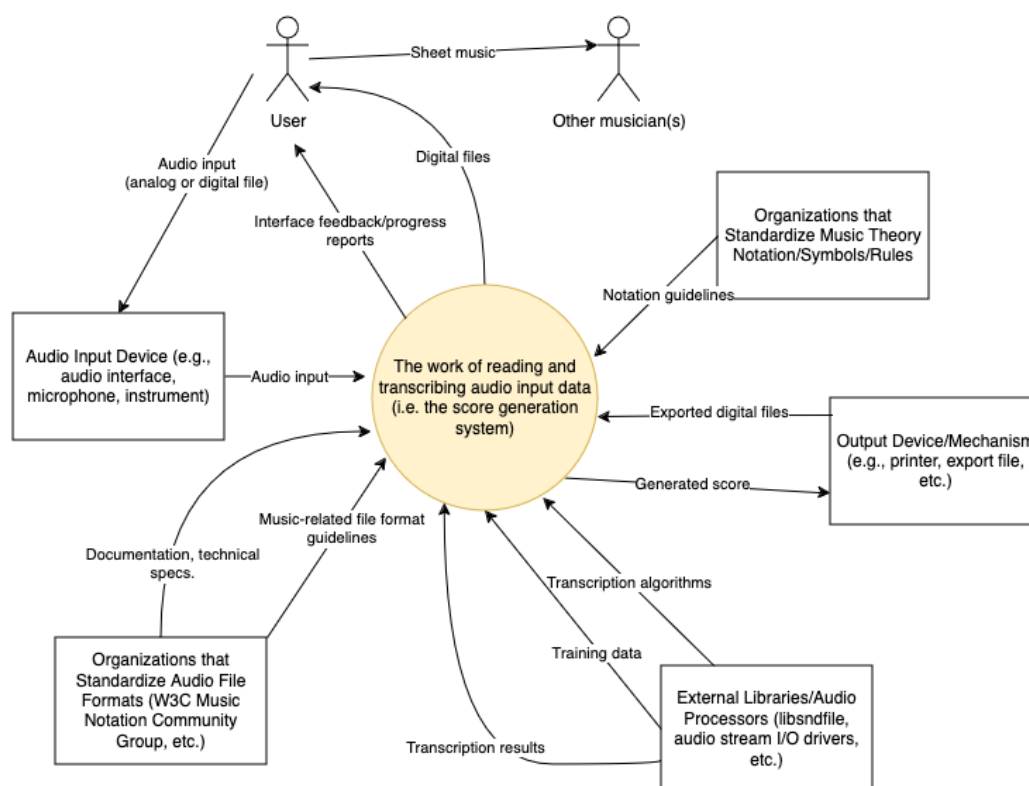 Sheet music
User
Other musician(s)
Audio input
(analog or digital file)
Digital files
Interface feedback/progress
reports
Organizations that
Standardize Music Theory
Notation/Symbols/Rules
Notation guidelines
Audio Input Device (e.g.,
audio interface,
microphone, instrument)
Audio input
The work of reading and
transcribing audio input data
(i.e. the score generation
system)
Exported digital files
Output Device/Mechanism
(e.g., printer, export file,
etc.)
Generated score
Music-related file format
guidelines
Documentation, technical
specs.
Transcription algorithms
Training data
Organizations that
Standardize Audio File
Formats (W3C Music
Notation Community
Group, etc.)
External Libraries/Audio
Processors (libsndfile,
audio stream I/O drivers,
etc.)
Transcription results